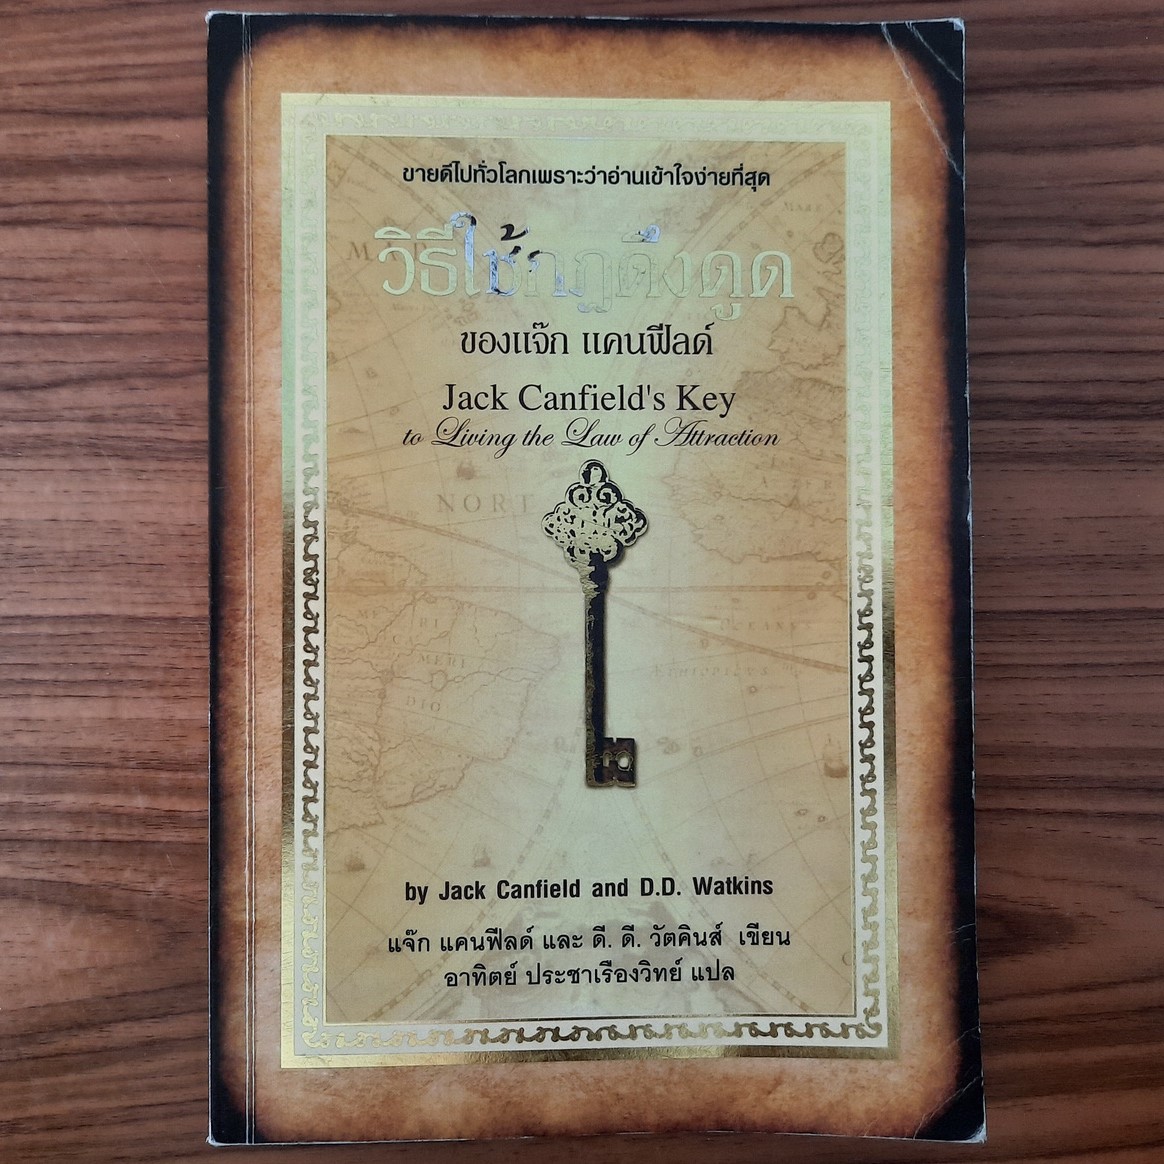 ขายดีไปทั่วโลกเพราะว่าอ่านเข้าใจง่ายที่สุด
วิธีใช้กฎดึงดูด
ของแจ๊ก แคนฟีลด์
Jack Canfield's Key
to Living the Law of Attraction
NORT
MERI
DIO
by Jack Canfield and D.D. Watkins
แจ๊ก แคนฟีลด์ และ ดี. ดี. วัตคินส์ เขียน
อาทิตย์ ประชาเรืองวิทย์ แปล